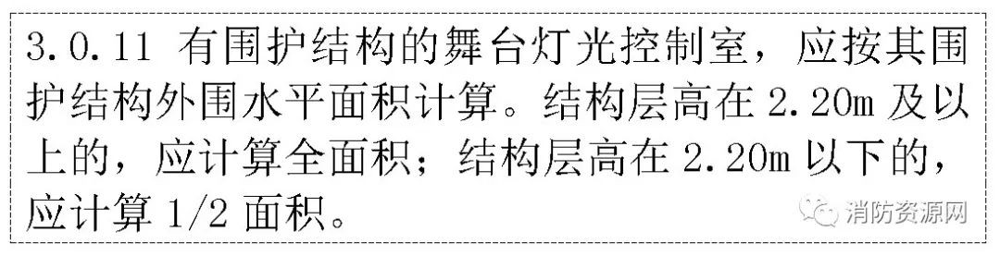 3.0.11 有围护结构的舞台灯光控制室，应按其围
护结构外围水平面积计算。结构层高在 2.20m 及以
上的，应计算全面积；结构层高在 2.20m 以下的，
应计算 1/2 面积。
消防资源网